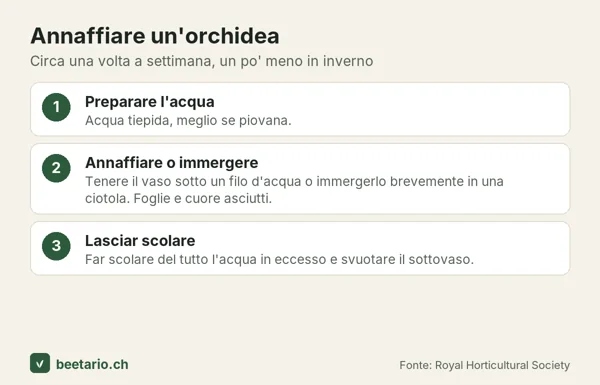 Annaffiare un'orchidea
Circa una volta a settimana, un po' meno in inverno
1
Preparare l'acqua
Acqua tiepida, meglio se piovana.
2
Annaffiare o immergere
Tenere il vaso sotto un filo d'acqua o immergerlo brevemente in una
ciotola. Foglie e cuore asciutti.
3
Lasciar scolare
Far scolare del tutto l'acqua in eccesso e svuotare il sottovaso.
beetario.ch
Fonte: Royal Horticultural Society